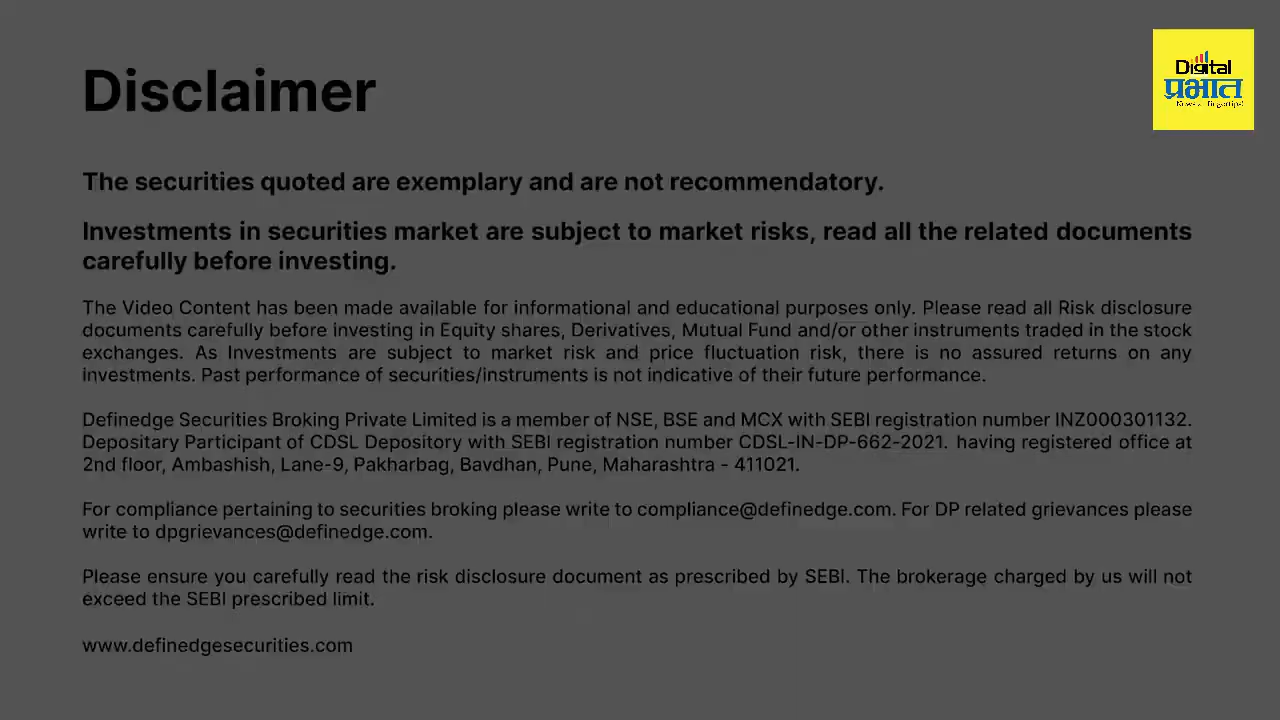 Disclaimer
Digital
प्रभात
The securities quoted are exemplary and are not recommendatory.
Investments in securities market are subject to market risks, read all the related documents
carefully before investing.
The Video Content has been made available for informational and educational purposes only. Please read all Risk disclosure
documents carefully before investing in Equity shares, Derivatives, Mutual Fund and/or other instruments traded in the stock
exchanges. As Investments are subject to market risk and price fluctuation risk, there is no assured returns on any
investments. Past performance of securities/instruments is not indicative of their future performance.
Definedge Securities Broking Private Limited is a member of NSE, BSE and MCX with SEBI registration number INZ000301132.
Depositary Participant of CDSL Depository with SEBI registration number CDSL-IN-DP-662-2021. having registered office at
2nd floor, Ambashish, Lane-9, Pakharbag, Bavdhan, Pune, Maharashtra - 411021.
For compliance pertaining to securities broking please write to compliance@definedge.com. For DP related grievances please
write to dpgrievances@definedge.com.
Please ensure you carefully read the risk disclosure document as prescribed by SEBI. The brokerage charged by us will not
exceed the SEBI prescribed limit.
www.definedgesecurities.com